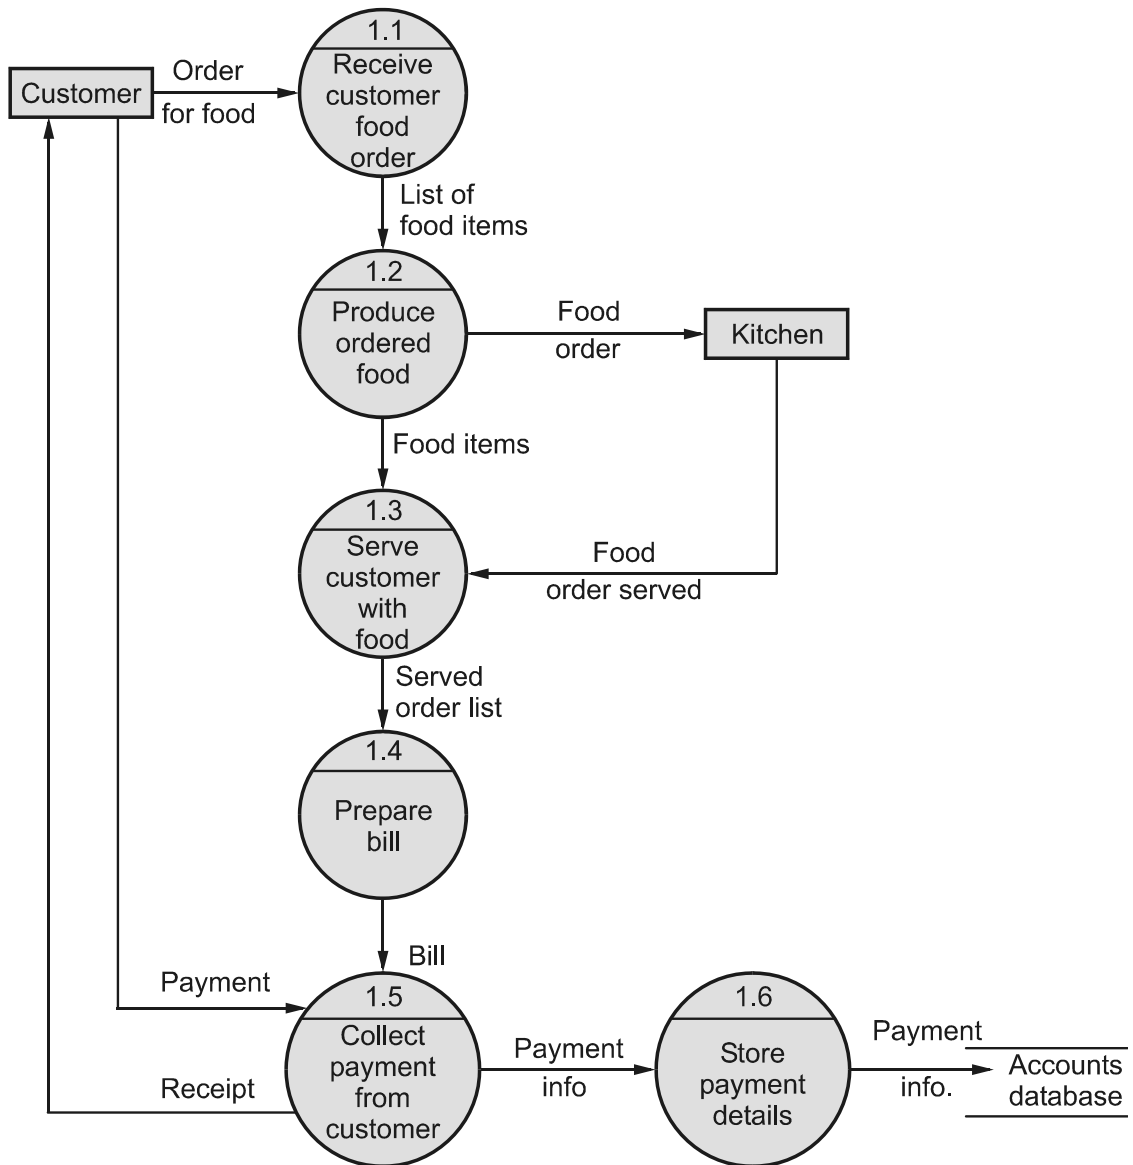 1.1
Receive
customer
food
order
Customer
Order
for food
List of
food items
1.2
Produce
ordered
food
Food
order
Kitchen
Food items
1.3
Serve
customer
with
food
Food
order served
Served
order list
1.4
Prepare
bill
Bill
Payment
1.5
Collect
payment
from
customer
Receipt
Payment
info
1.6
Store
payment
details
Payment
info.
Accounts
database